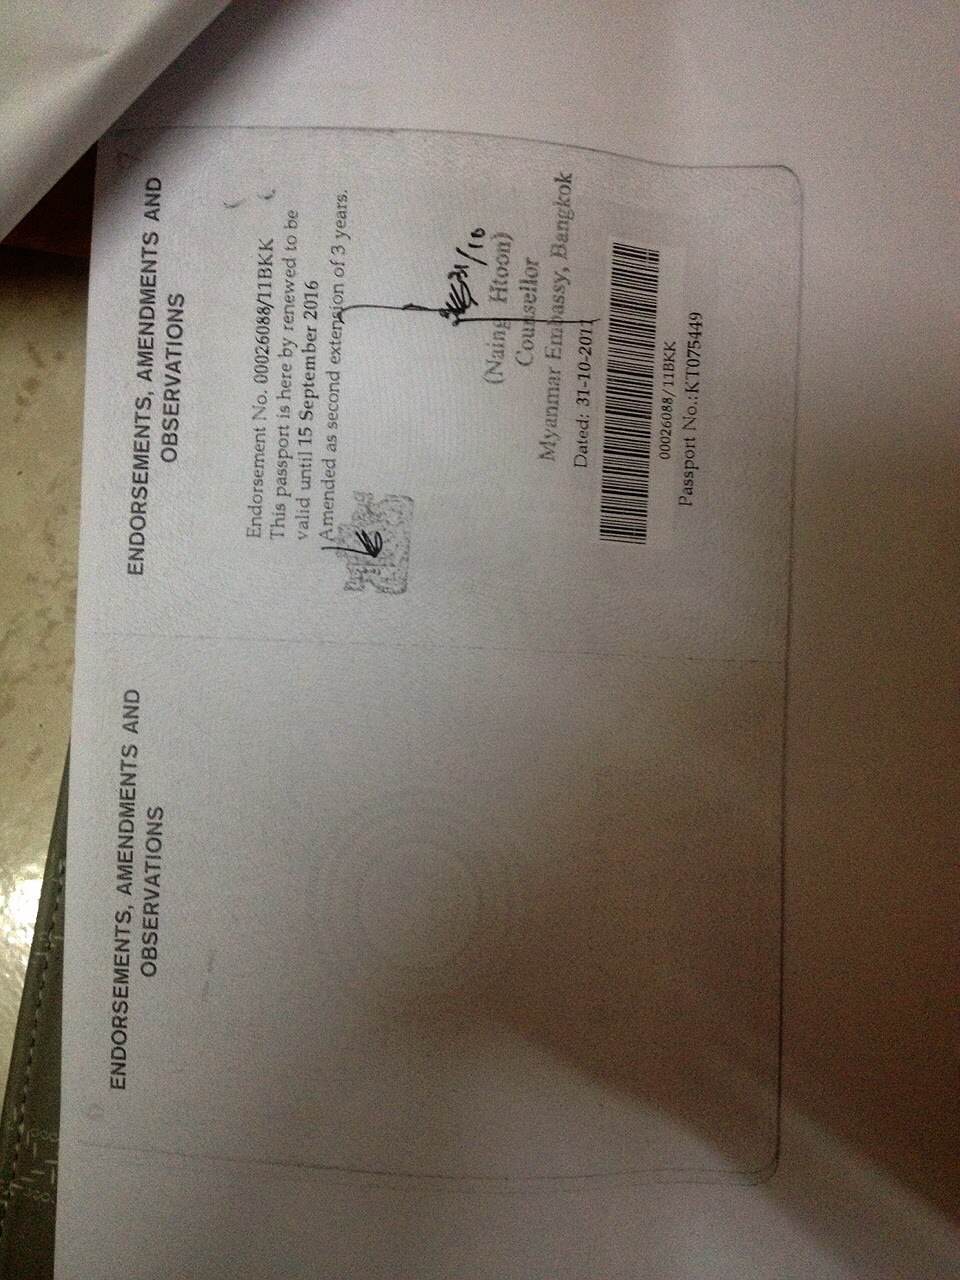 ENDORSEMENTS, AMENDMENTS AND
OBSERVATIONS
6
ENDORSEMENTS, AMENDMENTS AND
OBSERVATIONS
7
Endorsement No. 00026088/11BKK
This passport is here by renewed to be
valid until 15 September 2016
Amended as second extension of 3 years.
31/10
(Naing Htoon)
Counsellor
Myanmar Embassy, Bangkok
Dated: 31-10-2011
00026088/11BKK
Passport No.:KT075449